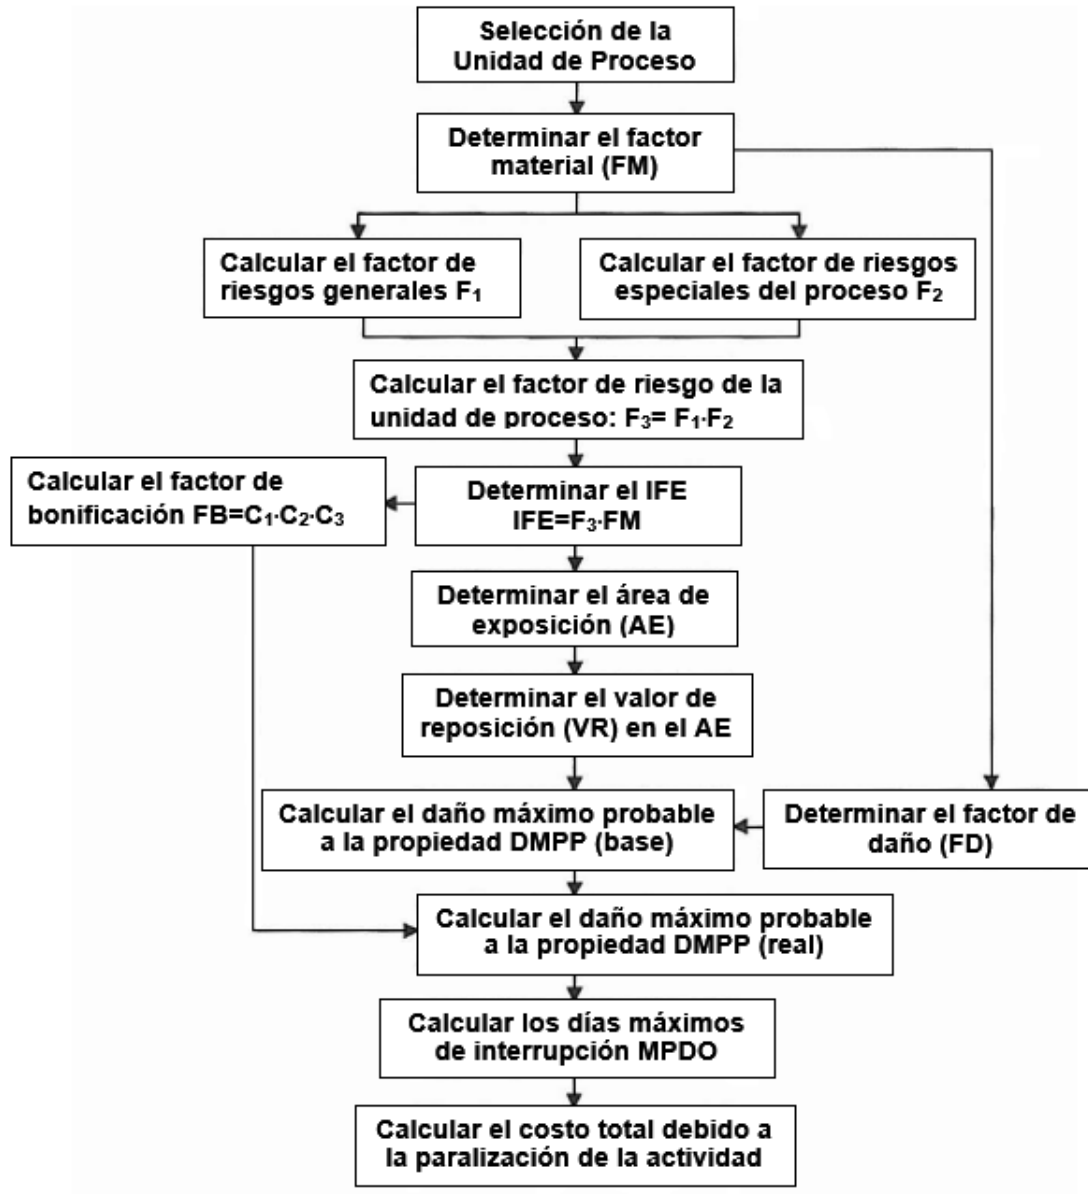 Selección de la
Unidad de Proceso
Determinar el factor
material (FM)
Calcular el factor de
riesgos generales F₁
Calcular el factor de riesgos
especiales del proceso F₂
Calcular el factor de riesgo de la
unidad de proceso: F₃= F₁·F₂
Calcular el factor de
bonificación FB=C₁·C₂·C₃
Determinar el IFE
IFE=F₃·FM
Determinar el área de
exposición (AE)
Determinar el valor de
reposición (VR) en el AE
Calcular el daño máximo probable
a la propiedad DMPP (base)
Determinar el factor de
daño (FD)
Calcular el daño máximo probable
a la propiedad DMPP (real)
Calcular los días máximos
de interrupción MPDO
Calcular el costo total debido a
la paralización de la actividad